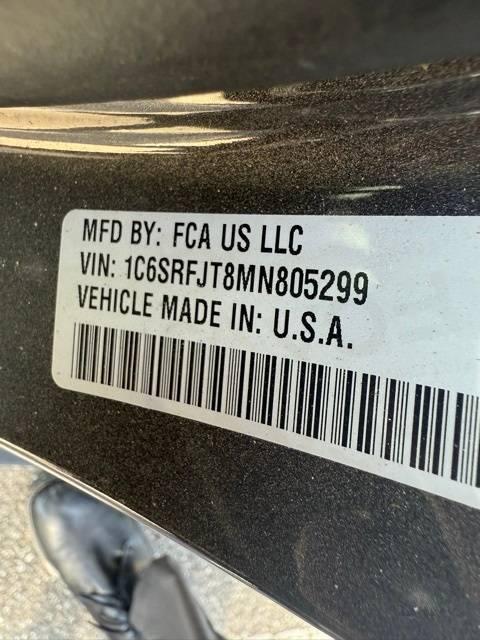 MFD BY: FCA US LLC
VIN: 1C6SRFJT8MN805299
VEHICLE MADE IN: U.S.A.